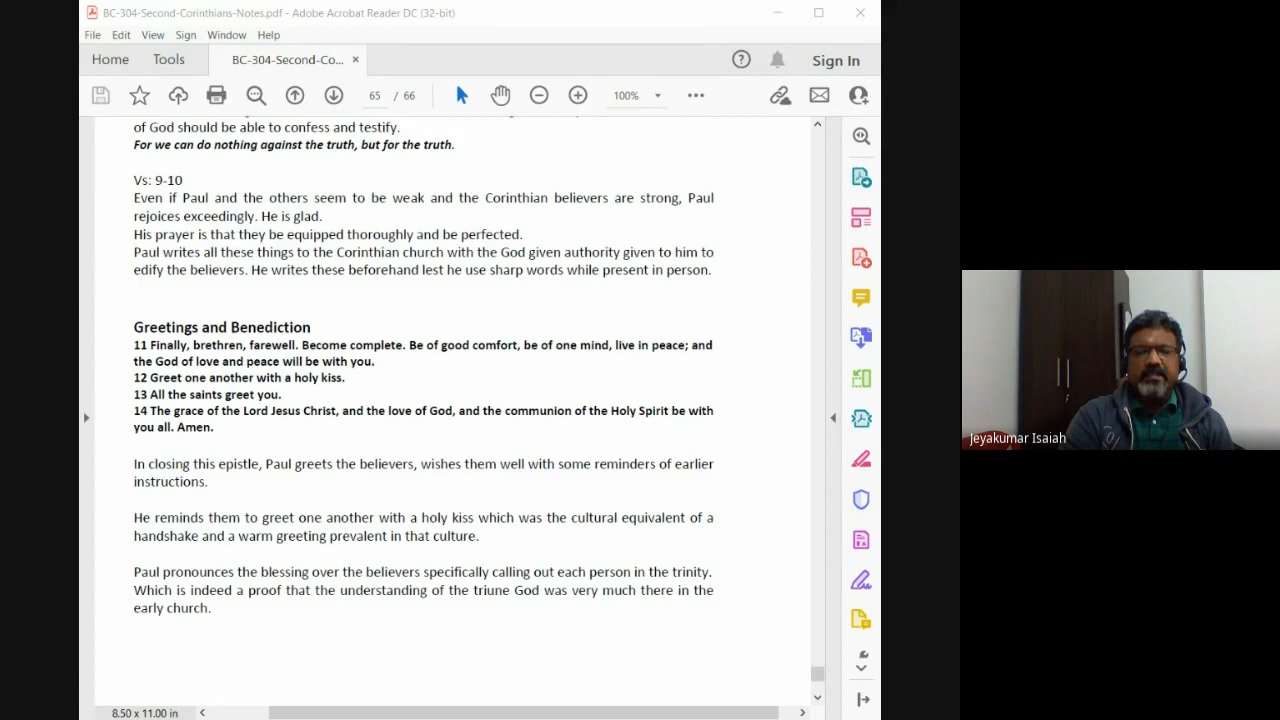 BC-304-Second-Corinthians-Notes.pdf - Adobe Acrobat Reader DC (32-bit)
File Edit View Sign Window Help
Home Tools BC-304-Second-Co... × Sign In
65 / 66 100%
of God should be able to confess and testify.
For we can do nothing against the truth, but for the truth.
Vs: 9-10
Even if Paul and the others seem to be weak and the Corinthian believers are strong, Paul
rejoices exceedingly. He is glad.
His prayer is that they be equipped thoroughly and be perfected.
Paul writes all these things to the Corinthian church with the God given authority given to him to
edify the believers. He writes these beforehand lest he use sharp words while present in person.
Greetings and Benediction
11 Finally, brethren, farewell. Become complete. Be of good comfort, be of one mind, live in peace; and
the God of love and peace will be with you.
12 Greet one another with a holy kiss.
13 All the saints greet you.
14 The grace of the Lord Jesus Christ, and the love of God, and the communion of the Holy Spirit be with
you all. Amen.
In closing this epistle, Paul greets the believers, wishes them well with some reminders of earlier
instructions.
He reminds them to greet one another with a holy kiss which was the cultural equivalent of a
handshake and a warm greeting prevalent in that culture.
Paul pronounces the blessing over the believers specifically calling out each person in the trinity.
Which is indeed a proof that the understanding of the triune God was very much there in the
early church.
8.50 x 11.00 in
Jeyakumar Isaiah